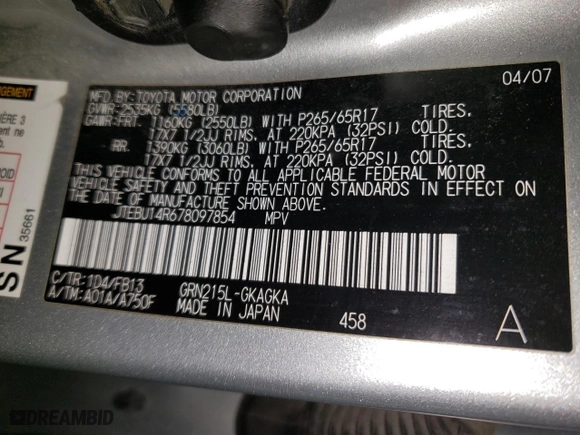 04/07
MFD.BY:TOYOTA MOTOR CORPORATION
GVWR:2535KG (5580LB)
GAWR:FRT 1160KG (2550LB) WITH P265/65R17 TIRES,
17X7 1/2JJ RIMS, AT 220KPA (32PSI) COLD.
RR 1390KG (3060LB) WITH P265/65R17 TIRES,
17X7 1/2JJ RIMS, AT 220KPA (32PSI) COLD.
THIS VEHICLE CONFORMS TO ALL APPLICABLE FEDERAL MOTOR
VEHICLE SAFETY AND THEFT PREVENTION STANDARDS IN EFFECT ON
THE DATE OF MANUFACTURE SHOWN ABOVE.
JTEBU14R678097854 MPV
C/TR:1D4/FB13
A/TM:A01A/A750F
GRN215L-GKAGKA
MADE IN JAPAN
458
A
SN
35661
DREAMBID